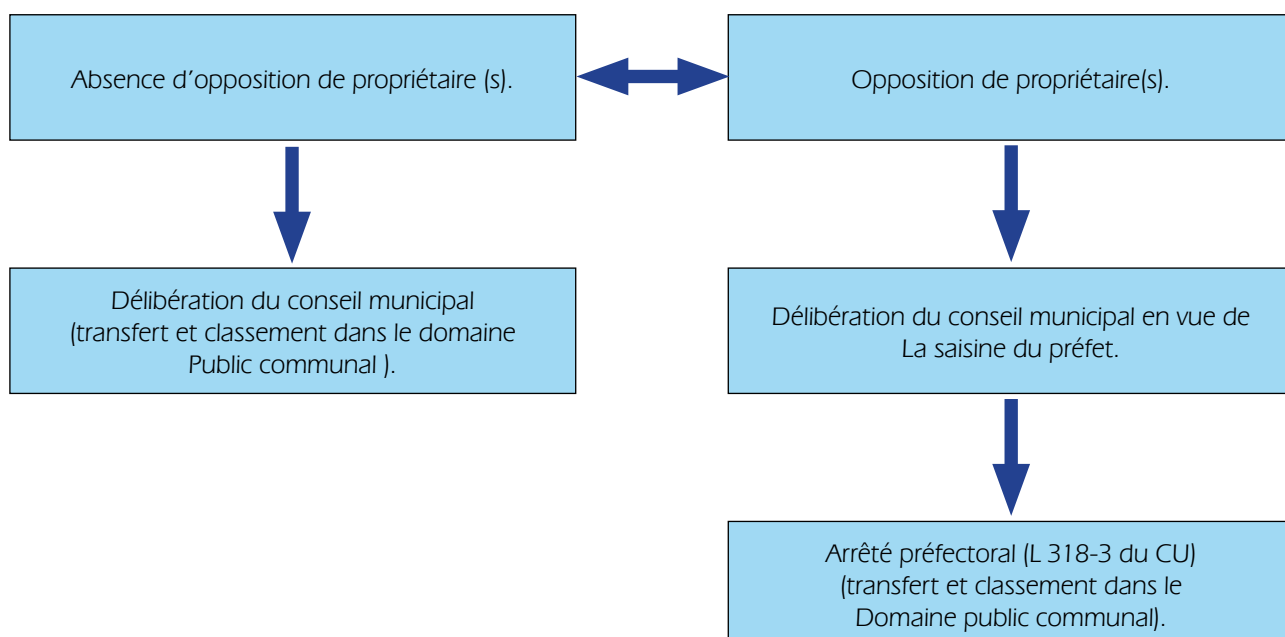 Absence d'opposition de propriétaire (s).
Opposition de propriétaire(s).
Délibération du conseil municipal
(transfert et classement dans le domaine
Public communal ).
Délibération du conseil municipal en vue de
La saisine du préfet.
Arrêté préfectoral (L 318-3 du CU)
(transfert et classement dans le
Domaine public communal).